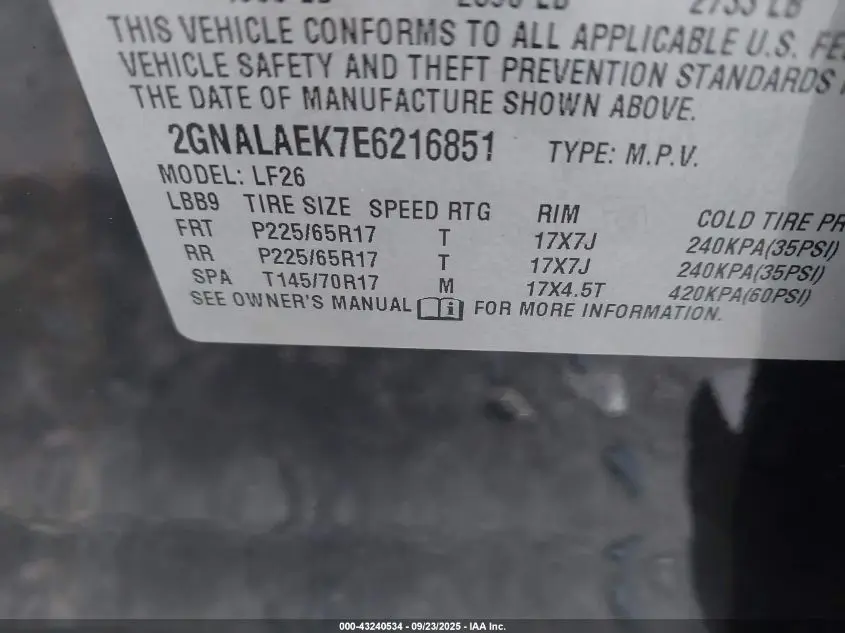 2733 LB
THIS VEHICLE CONFORMS TO ALL APPLICABLE U.S.
VEHICLE SAFETY AND THEFT PREVENTION STANDARDS
THE DATE OF MANUFACTURE SHOWN ABOVE.
2GNALAEK7E6216851 TYPE: M.P.V.
MODEL: LF26
LBB9 TIRE SIZE SPEED RTG RIM COLD TIRE PR
FRT P225/65R17 T 17X7J 240KPA(35PSI)
RR P225/65R17 T 17X7J 240KPA(35PSI)
SPA T145/70R17 M 17X4.5T 420KPA(60PSI)
SEE OWNER'S MANUAL FOR MORE INFORMATION.
000-43240534 - 09/23/2025 - IAA Inc.